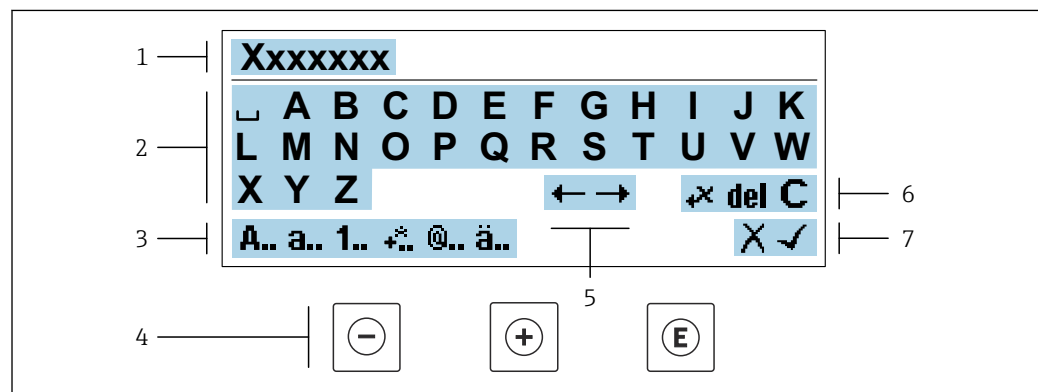 1
Xxxxxxx
2
␣ A B C D E F G H I J K
L M N O P Q R S T U V W
X Y Z ← → +× del C
6
3
A.. a.. 1.. +*.. @.. ä..
X ✓
7
5
4
− + E